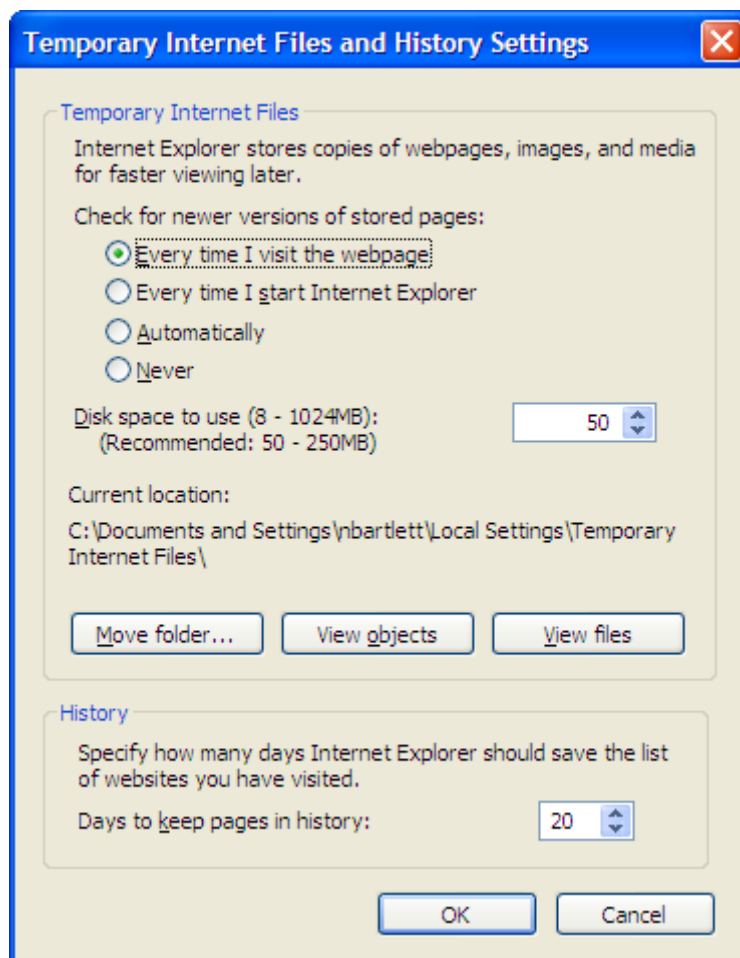 Temporary Internet Files and History Settings
Temporary Internet Files
Internet Explorer stores copies of webpages, images, and media
for faster viewing later.
Check for newer versions of stored pages:
Every time I visit the webpage
Every time I start Internet Explorer
Automatically
Never
Disk space to use (8 - 1024MB):
50
(Recommended: 50 - 250MB)
Current location:
C:\Documents and Settings\nbartlett\Local Settings\Temporary
Internet Files\
Move folder... View objects View files
History
Specify how many days Internet Explorer should save the list
of websites you have visited.
Days to keep pages in history: 20
OK Cancel